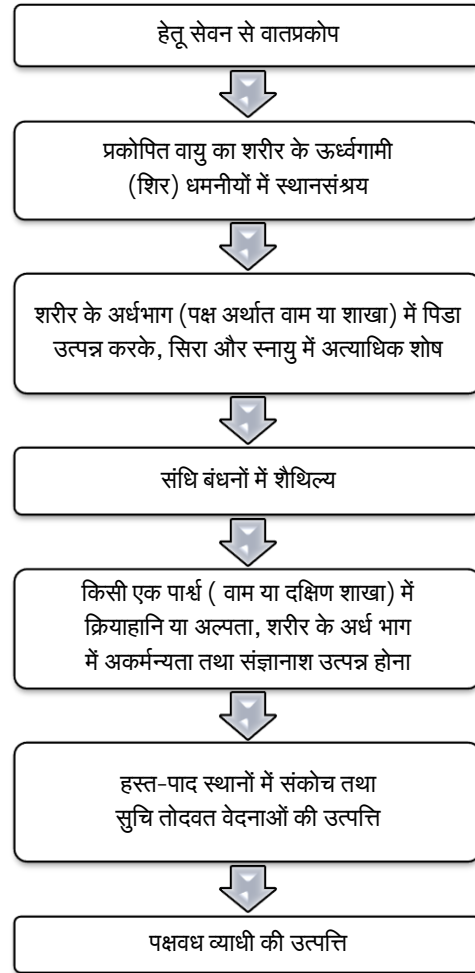 हेतू सेवन से वातप्रकोप
प्रकोपित वायु का शरीर के ऊर्ध्वगामी
(शिर) धमनीयों में स्थानसंश्रय
शरीर के अर्धभाग (पक्ष अर्थात वाम या शाखा) में पिडा
उत्पन्न करके, सिरा और स्नायु में अत्याधिक शोष
संधि बंधनों में शैथिल्य
किसी एक पार्श्व ( वाम या दक्षिण शाखा) में
क्रियाहानि या अल्पता, शरीर के अर्ध भाग
में अकर्मन्यता तथा संज्ञानाश उत्पन्न होना
हस्त-पाद स्थानों में संकोच तथा
सुचि तोदवत वेदनाओं की उत्पत्ति
पक्षवध व्याधी की उत्पत्ति